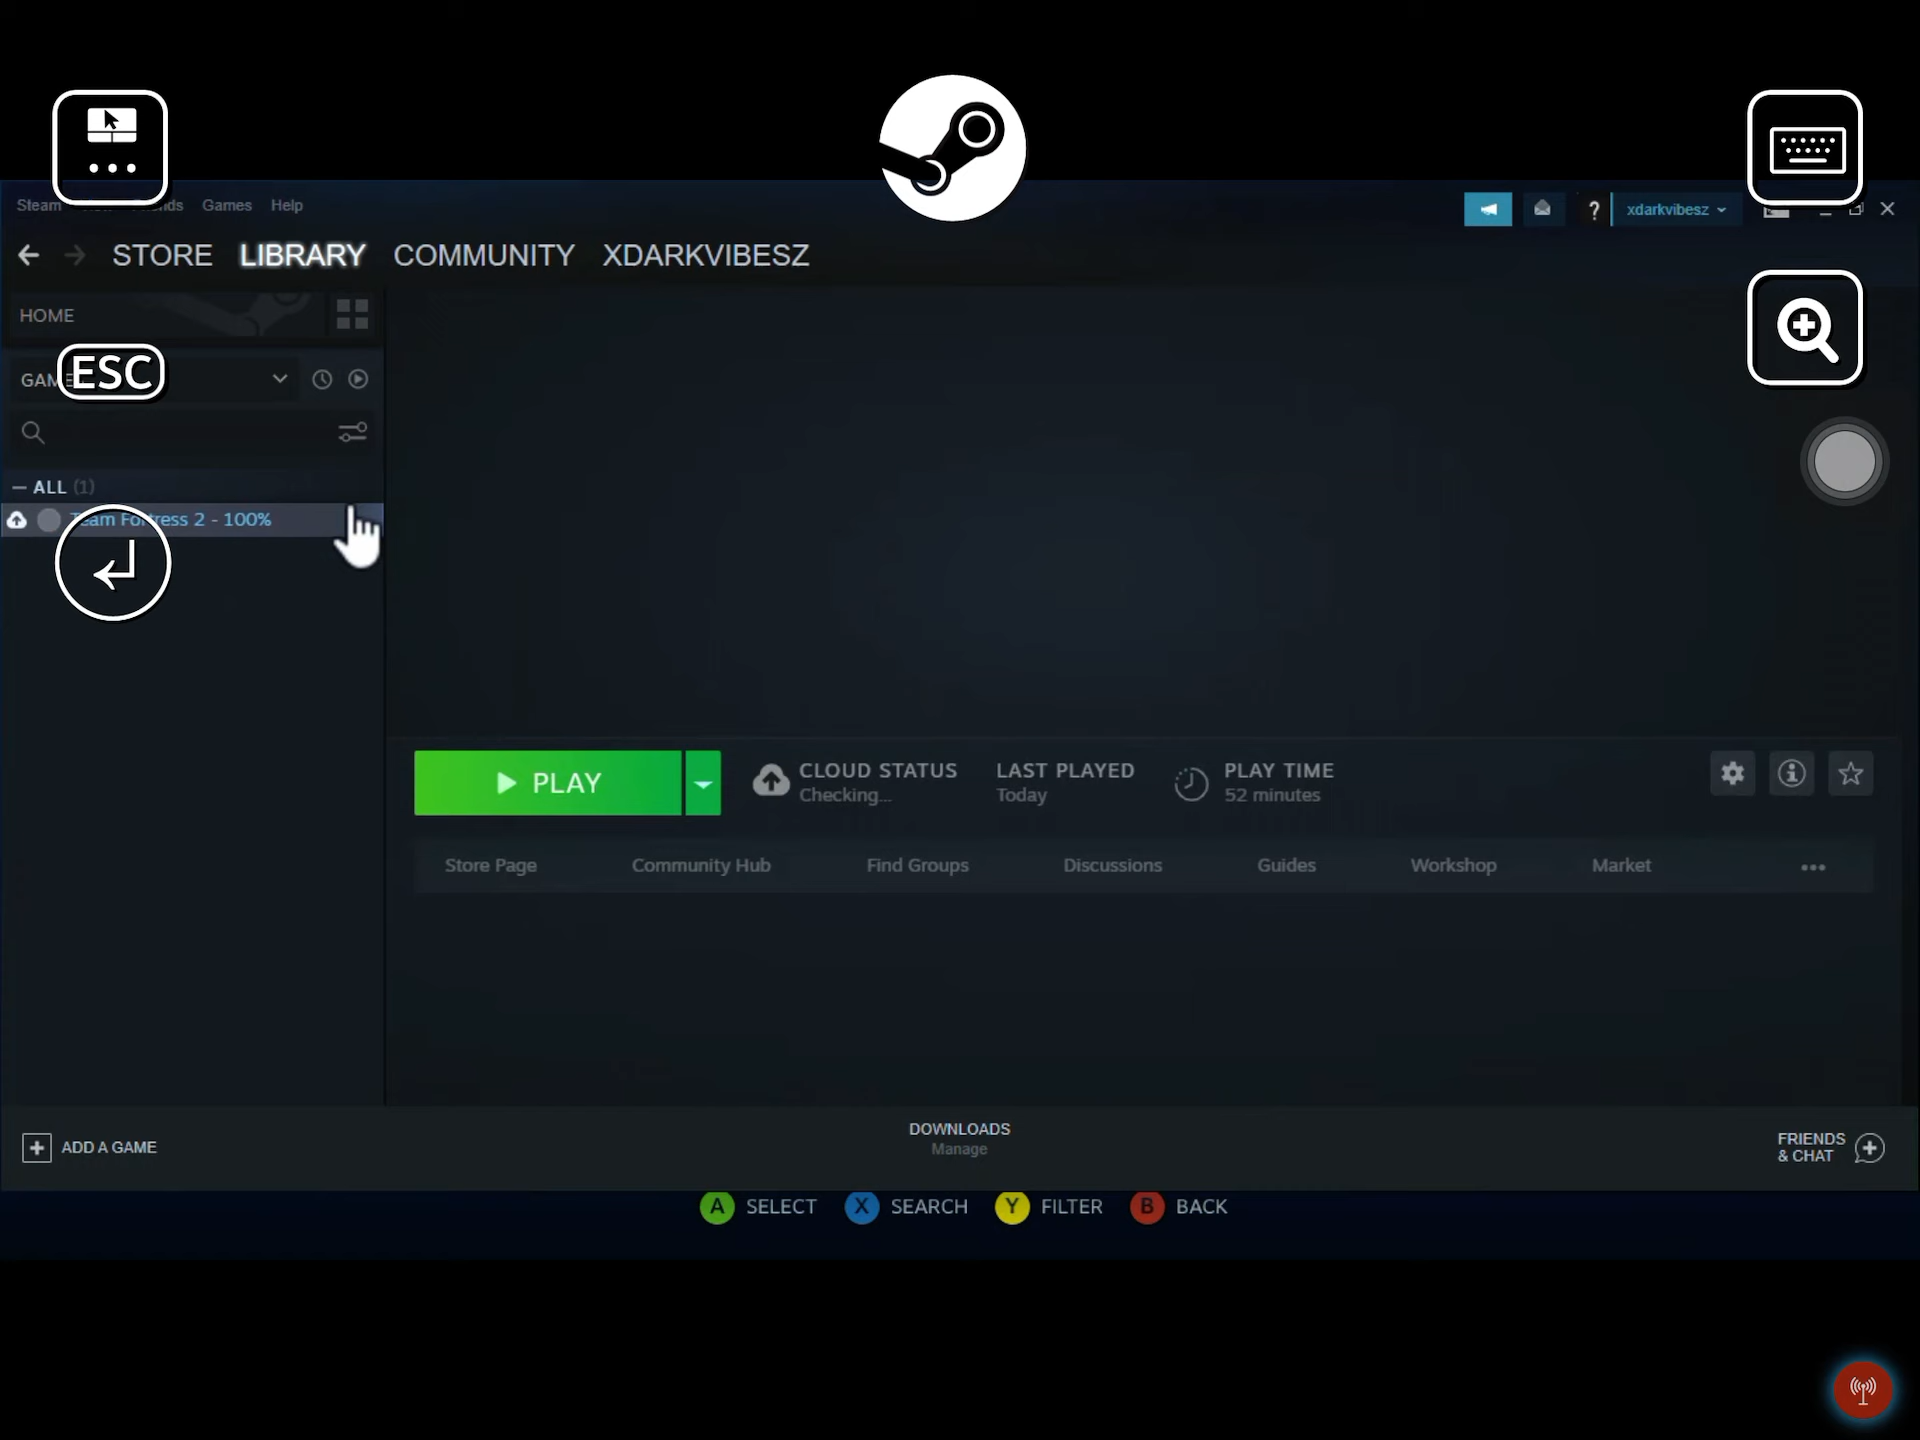 Steam Games Help
? xdarkvibesz
STORE LIBRARY COMMUNITY XDARKVIBESZ
HOME
ESC
ALL (1)
Team Fortress 2 - 100%
PLAY
CLOUD STATUS
Checking...
LAST PLAYED
Today
PLAY TIME
52 minutes
Store Page Community Hub Find Groups Discussions Guides Workshop Market
ADD A GAME
DOWNLOADS
Manage
FRIENDS
& CHAT
A SELECT X SEARCH Y FILTER B BACK